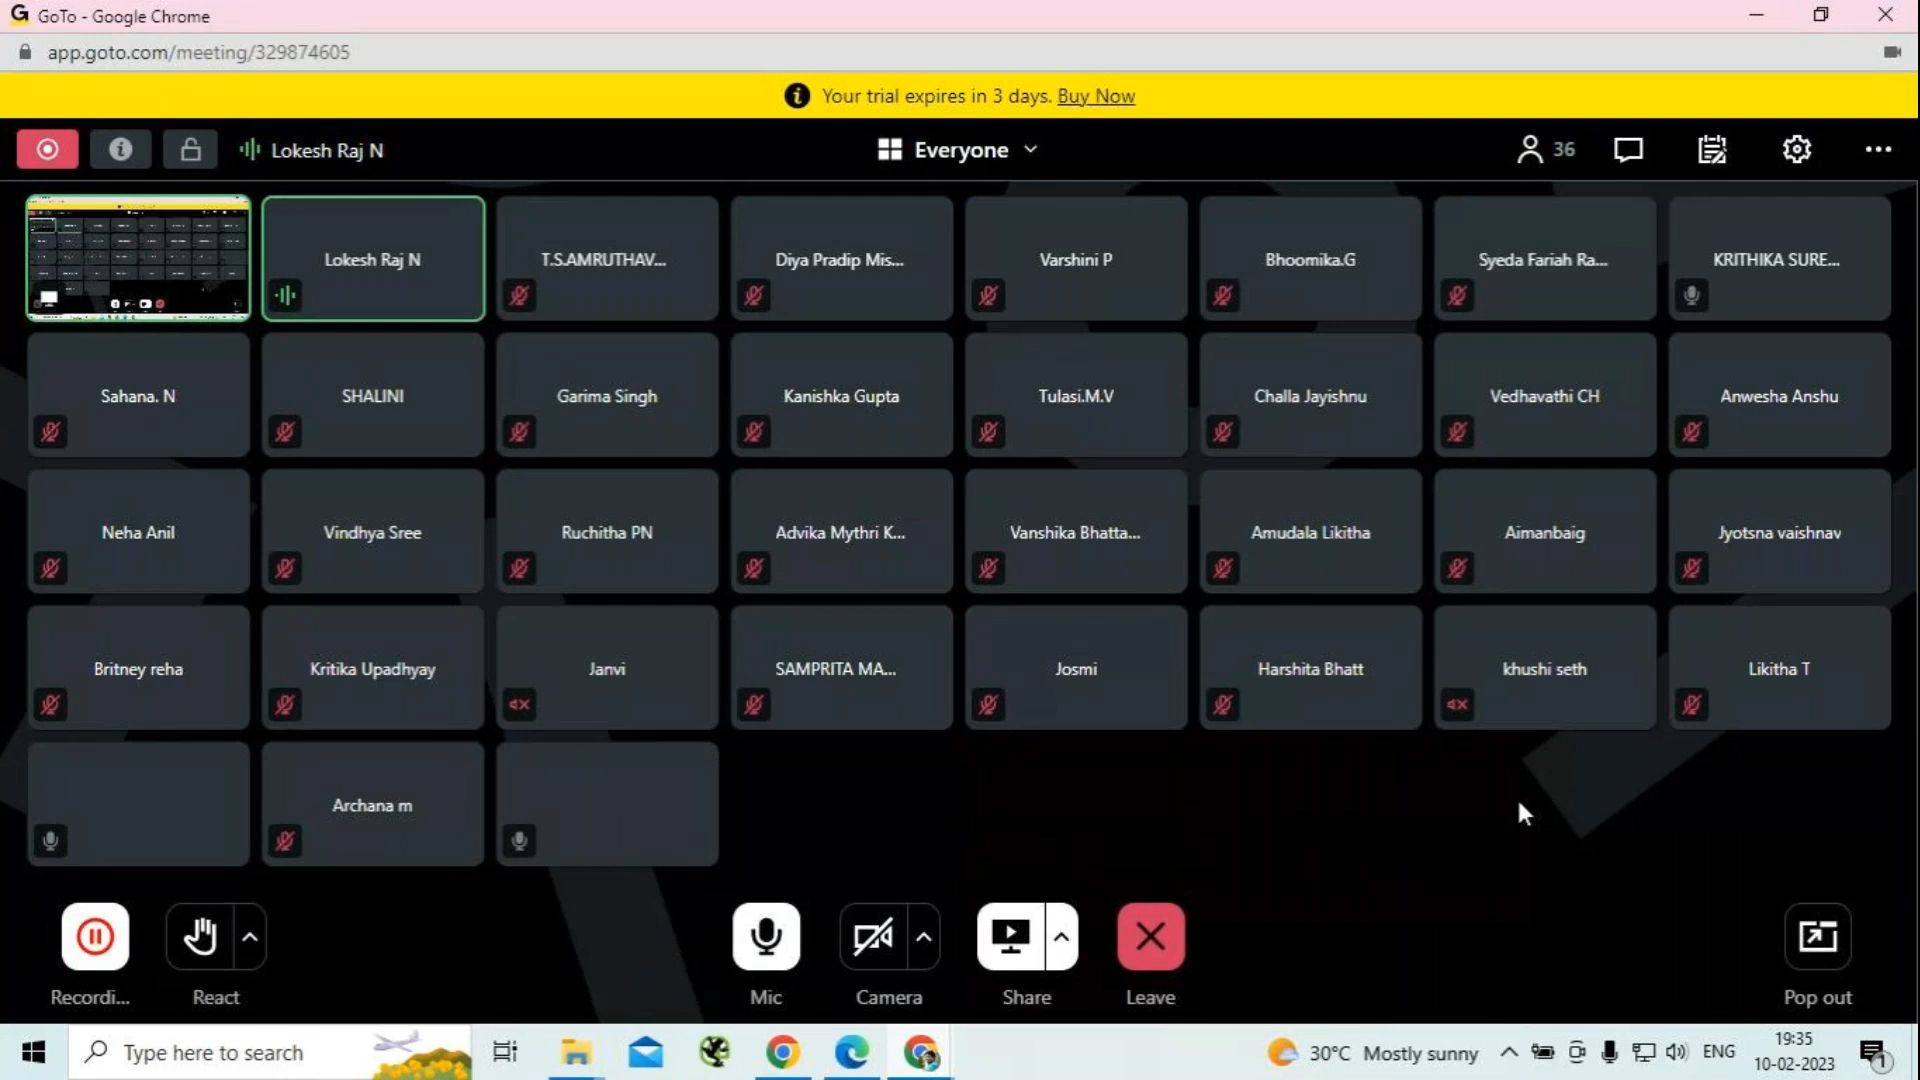 GoTo - Google Chrome
app.goto.com/meeting/329874605
Your trial expires in 3 days. Buy Now
Lokesh Raj N
Everyone
36
Lokesh Raj N
T.S.AMRUTHAV...
Diya Pradip Mis...
Varshini P
Bhoomika.G
Syeda Fariah Ra...
KRITHIKA SURE...
Sahana. N
SHALINI
Garima Singh
Kanishka Gupta
Tulasi.M.V
Challa Jayishnu
Vedhavathi CH
Anwesha Anshu
Neha Anil
Vindhya Sree
Ruchitha PN
Advika Mythri K...
Vanshika Bhatta...
Amudala Likitha
Aimanbaig
Jyotsna vaishnav
Britney reha
Kritika Upadhyay
Janvi
SAMPRITA MA...
Josmi
Harshita Bhatt
khushi seth
Likitha T
Archana m
Recordi...
React
Mic
Camera
Share
Leave
Pop out
Type here to search
30°C Mostly sunny
ENG
19:35
10-02-2023
1